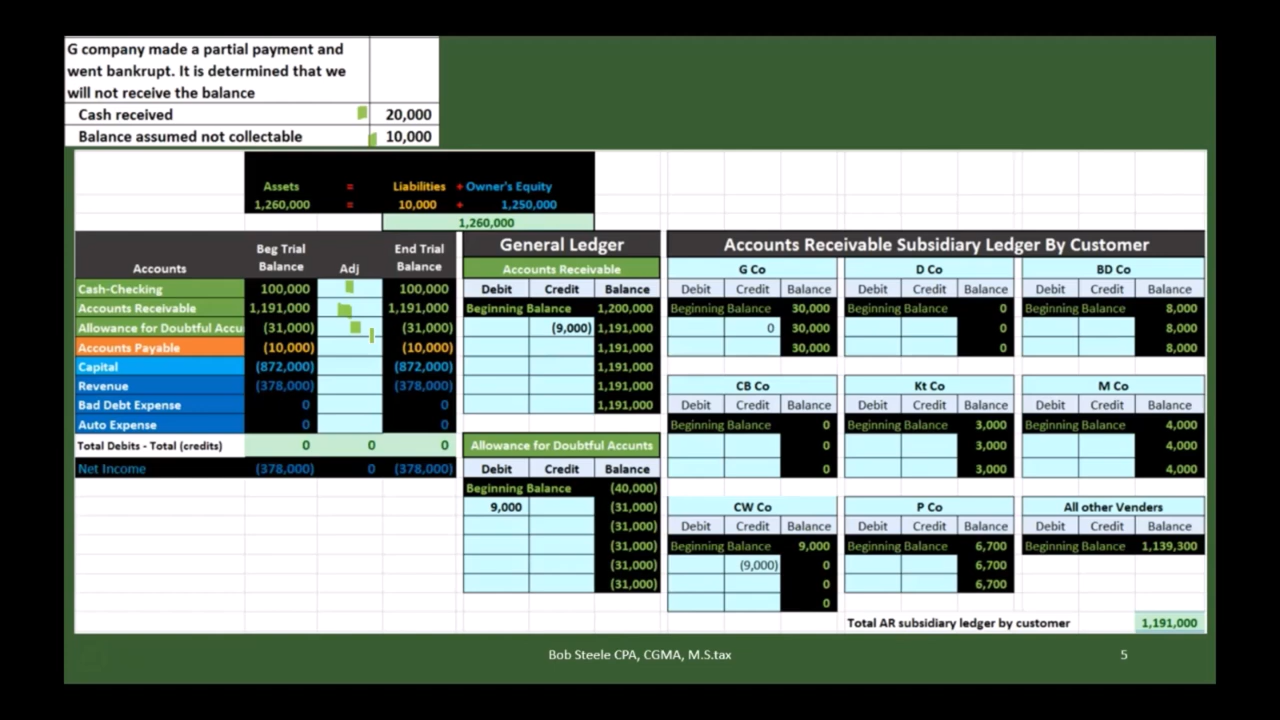 G company made a partial payment and
went bankrupt. It is determined that we
will not receive the balance
Cash received 20,000
Balance assumed not collectable 10,000
Assets = Liabilities + Owner's Equity
1,260,000 = 10,000 + 1,250,000
1,260,000
Beg Trial End Trial
Accounts Balance Adj Balance
Cash-Checking 100,000 100,000
Accounts Receivable 1,191,000 1,191,000
Allowance for Doubtful Accu (31,000) (31,000)
Accounts Payable (10,000) (10,000)
Capital (872,000) (872,000)
Revenue (378,000) (378,000)
Bad Debt Expense 0 0
Auto Expense 0 0
Total Debits - Total (credits) 0 0 0
Net Income (378,000) 0 (378,000)
General Ledger
Accounts Receivable
Debit Credit Balance
Beginning Balance 1,200,000
(9,000) 1,191,000
1,191,000
1,191,000
1,191,000
1,191,000
Allowance for Doubtful Accunts
Debit Credit Balance
Beginning Balance (40,000)
9,000 (31,000)
(31,000)
(31,000)
(31,000)
(31,000)
Accounts Receivable Subsidiary Ledger By Customer
G Co
Debit Credit Balance
Beginning Balance 30,000
0 30,000
30,000
D Co
Debit Credit Balance
Beginning Balance 0
0
0
BD Co
Debit Credit Balance
Beginning Balance 8,000
8,000
8,000
CB Co
Debit Credit Balance
Beginning Balance 0
0
0
Kt Co
Debit Credit Balance
Beginning Balance 3,000
3,000
3,000
M Co
Debit Credit Balance
Beginning Balance 4,000
4,000
4,000
CW Co
Debit Credit Balance
Beginning Balance 9,000
(9,000) 0
0
0
P Co
Debit Credit Balance
Beginning Balance 6,700
6,700
6,700
All other Venders
Debit Credit Balance
Beginning Balance 1,139,300
Total AR subsidiary ledger by customer 1,191,000
Bob Steele CPA, CGMA, M.S.tax 5